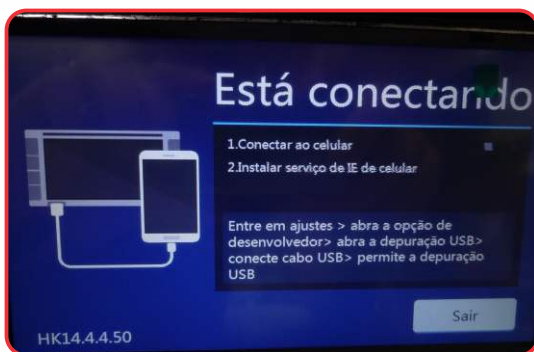 Está conectando
1.Conectar ao celular
2.Instalar serviço de IE de celular
Entre em ajustes > abra a opção de
desenvolvedor> abra a depuração USB>
conecte cabo USB> permite a depuração
USB
Sair
HK14.4.4.50